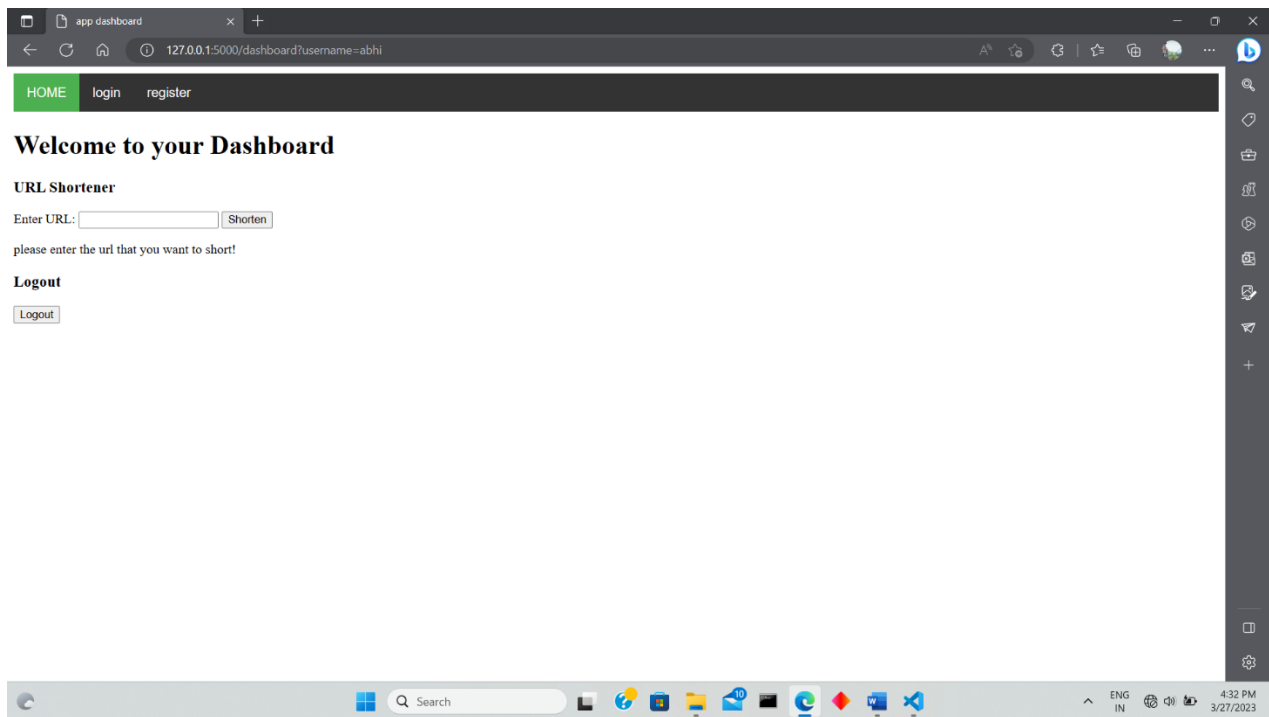 app dashboard
127.0.0.1:5000/dashboard?username=abhi
HOME login register
Welcome to your Dashboard
URL Shortener
Enter URL: Shorten
please enter the url that you want to short!
Logout
Logout
Search
10
ENG
IN
4:32 PM
3/27/2023